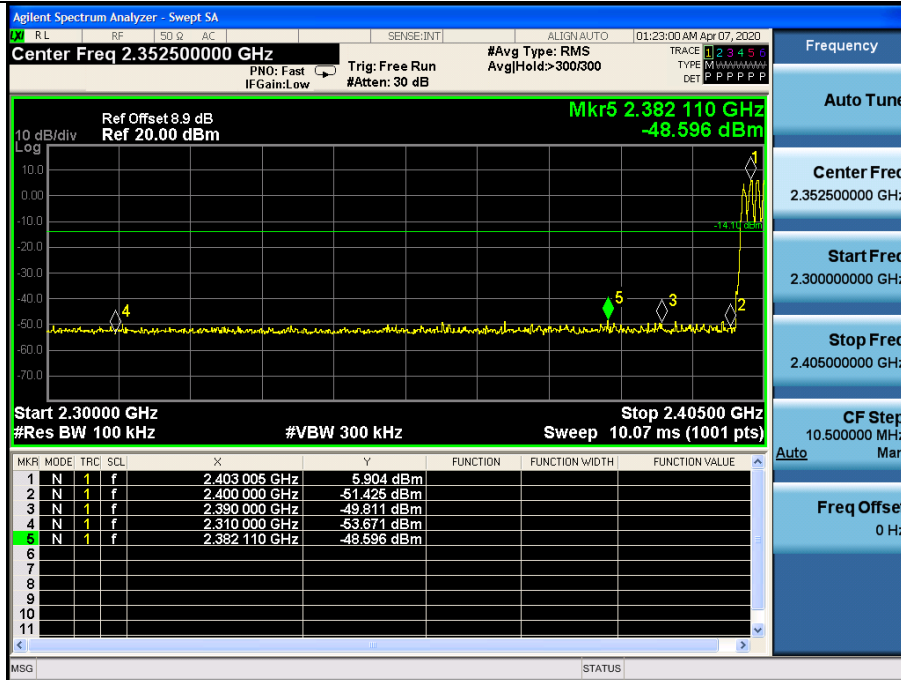 Agilent Spectrum Analyzer - Swept SA
LXI RL RF 50 Ω AC SENSE:INT ALIGNAUTO 01:23:00 AM Apr 07, 2020
Center Freq 2.352500000 GHz #Avg Type: RMS TRACE 1 2 3 4 5 6
PNO: Fast Trig: Free Run Avg|Hold:>300/300 TYPE M W W W W W
IFGain:Low #Atten: 30 dB DET P P P P P P
Mkr5 2.382 110 GHz
-48.596 dBm
Ref Offset 8.9 dB
10 dB/div Ref 20.00 dBm
Log
10.0
0.00
-10.0
-20.0
-30.0
-40.0
-50.0
-60.0
-70.0
1
-14.10 dBm
4
5
3
2
Start 2.30000 GHz Stop 2.40500 GHz
#Res BW 100 kHz #VBW 300 kHz Sweep 10.07 ms (1001 pts)
MKR MODE TRC SCL X Y FUNCTION FUNCTION WIDTH FUNCTION VALUE
1 N 1 f 2.403 005 GHz 5.904 dBm
2 N 1 f 2.400 000 GHz -51.425 dBm
3 N 1 f 2.390 000 GHz -49.811 dBm
4 N 1 f 2.310 000 GHz -53.671 dBm
5 N 1 f 2.382 110 GHz -48.596 dBm
6
7
8
9
10
11
MSG STATUS
Frequency
Auto Tune
Center Freq
2.352500000 GHz
Start Freq
2.300000000 GHz
Stop Freq
2.405000000 GHz
CF Step
10.500000 MHz
Auto Man
Freq Offset
0 Hz